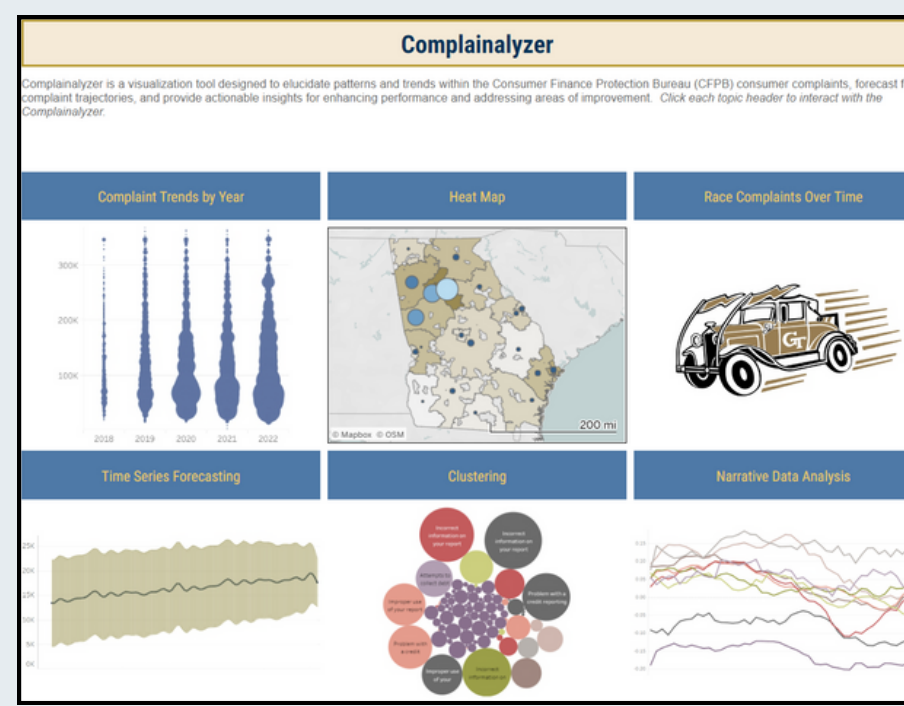 Complainalyzer
Complainalyzer is a visualization tool designed to elucidate patterns and trends within the Consumer Finance Protection Bureau (CFPB) consumer complaints, forecast f
complaint trajectories, and provide actionable insights for enhancing performance and addressing areas of improvement. Click each topic header to interact with the
Complainalyzer.
Complaint Trends by Year
Heat Map
Race Complaints Over Time
300K
200K
100K
2018 2019 2020 2021 2022
200 mi
© Mapbox © OSM
GT
Time Series Forecasting
Clustering
Narrative Data Analysis
25K
20K
15K
10K
5K
0K
Incorrect
information on
your report
Incorrect
information on
your report
Attempts to
collect debt
Improper use
of your report
Problem with a
credit reporting
Problem with
a credit
Improper use
of your
Incorrect
information on